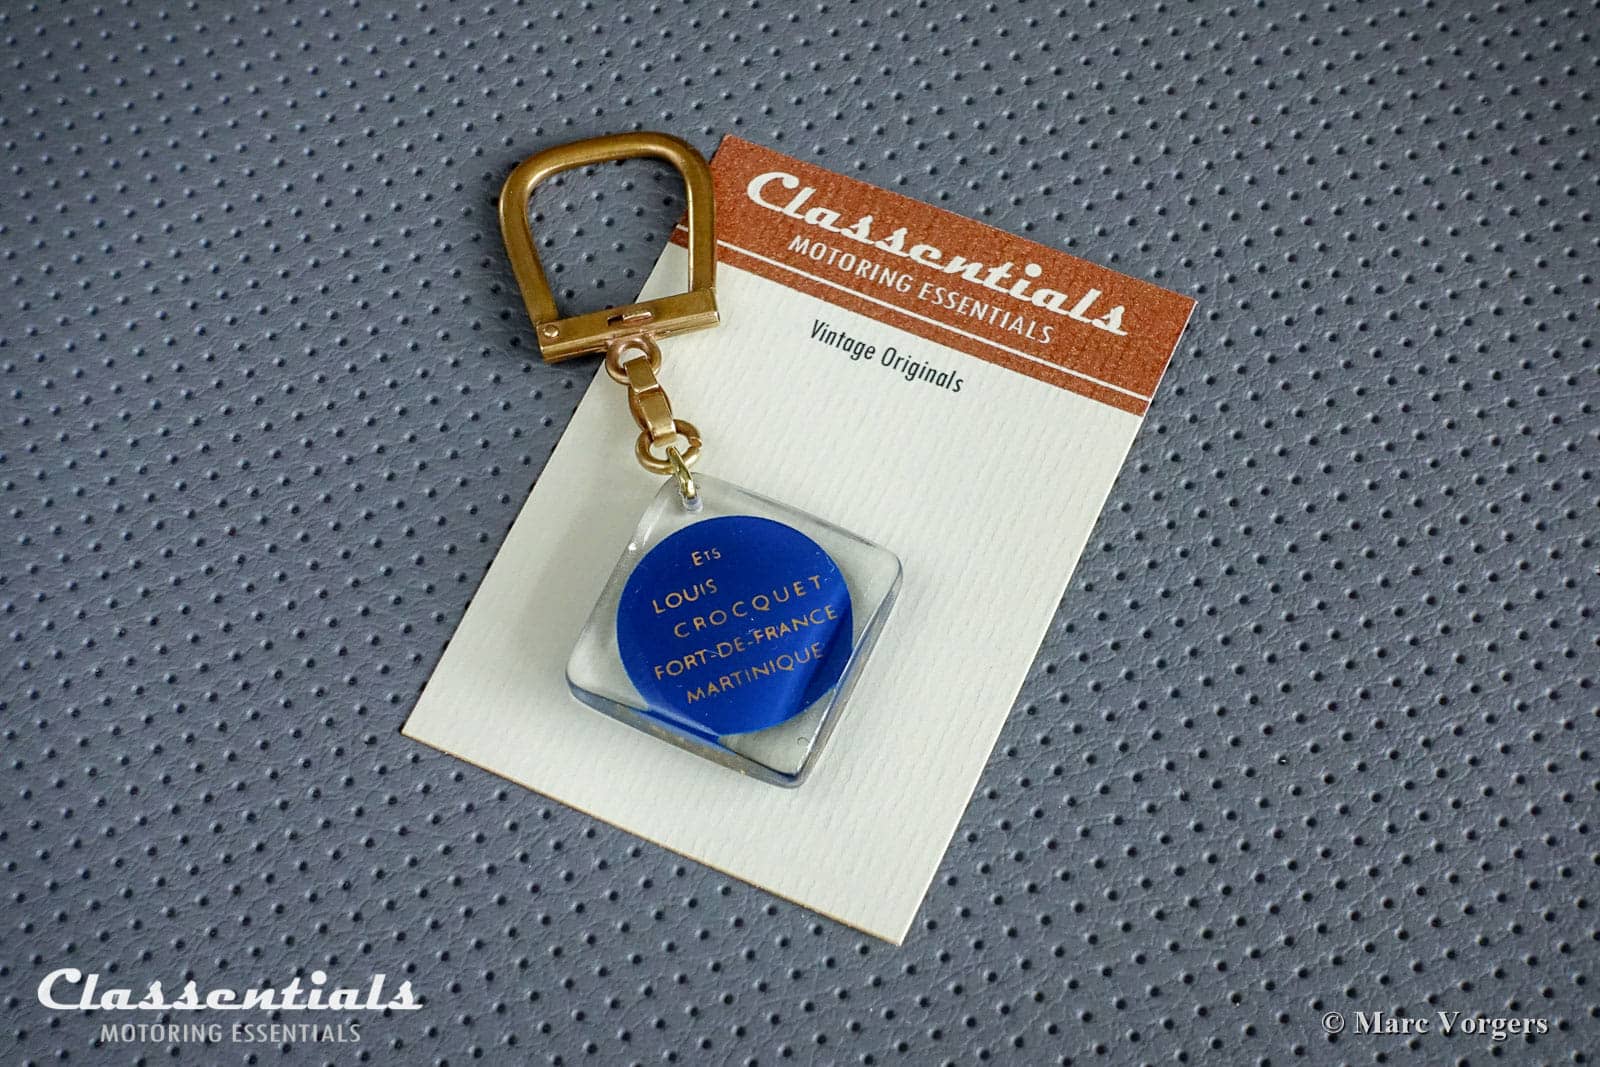 Classentials
MOTORING ESSENTIALS
Vintage Originals
ETS
LOUIS
CROCQUET
FORT-DE-FRANCE
MARTINIQUE
Classentials
MOTORING ESSENTIALS
© Marc Vorgers